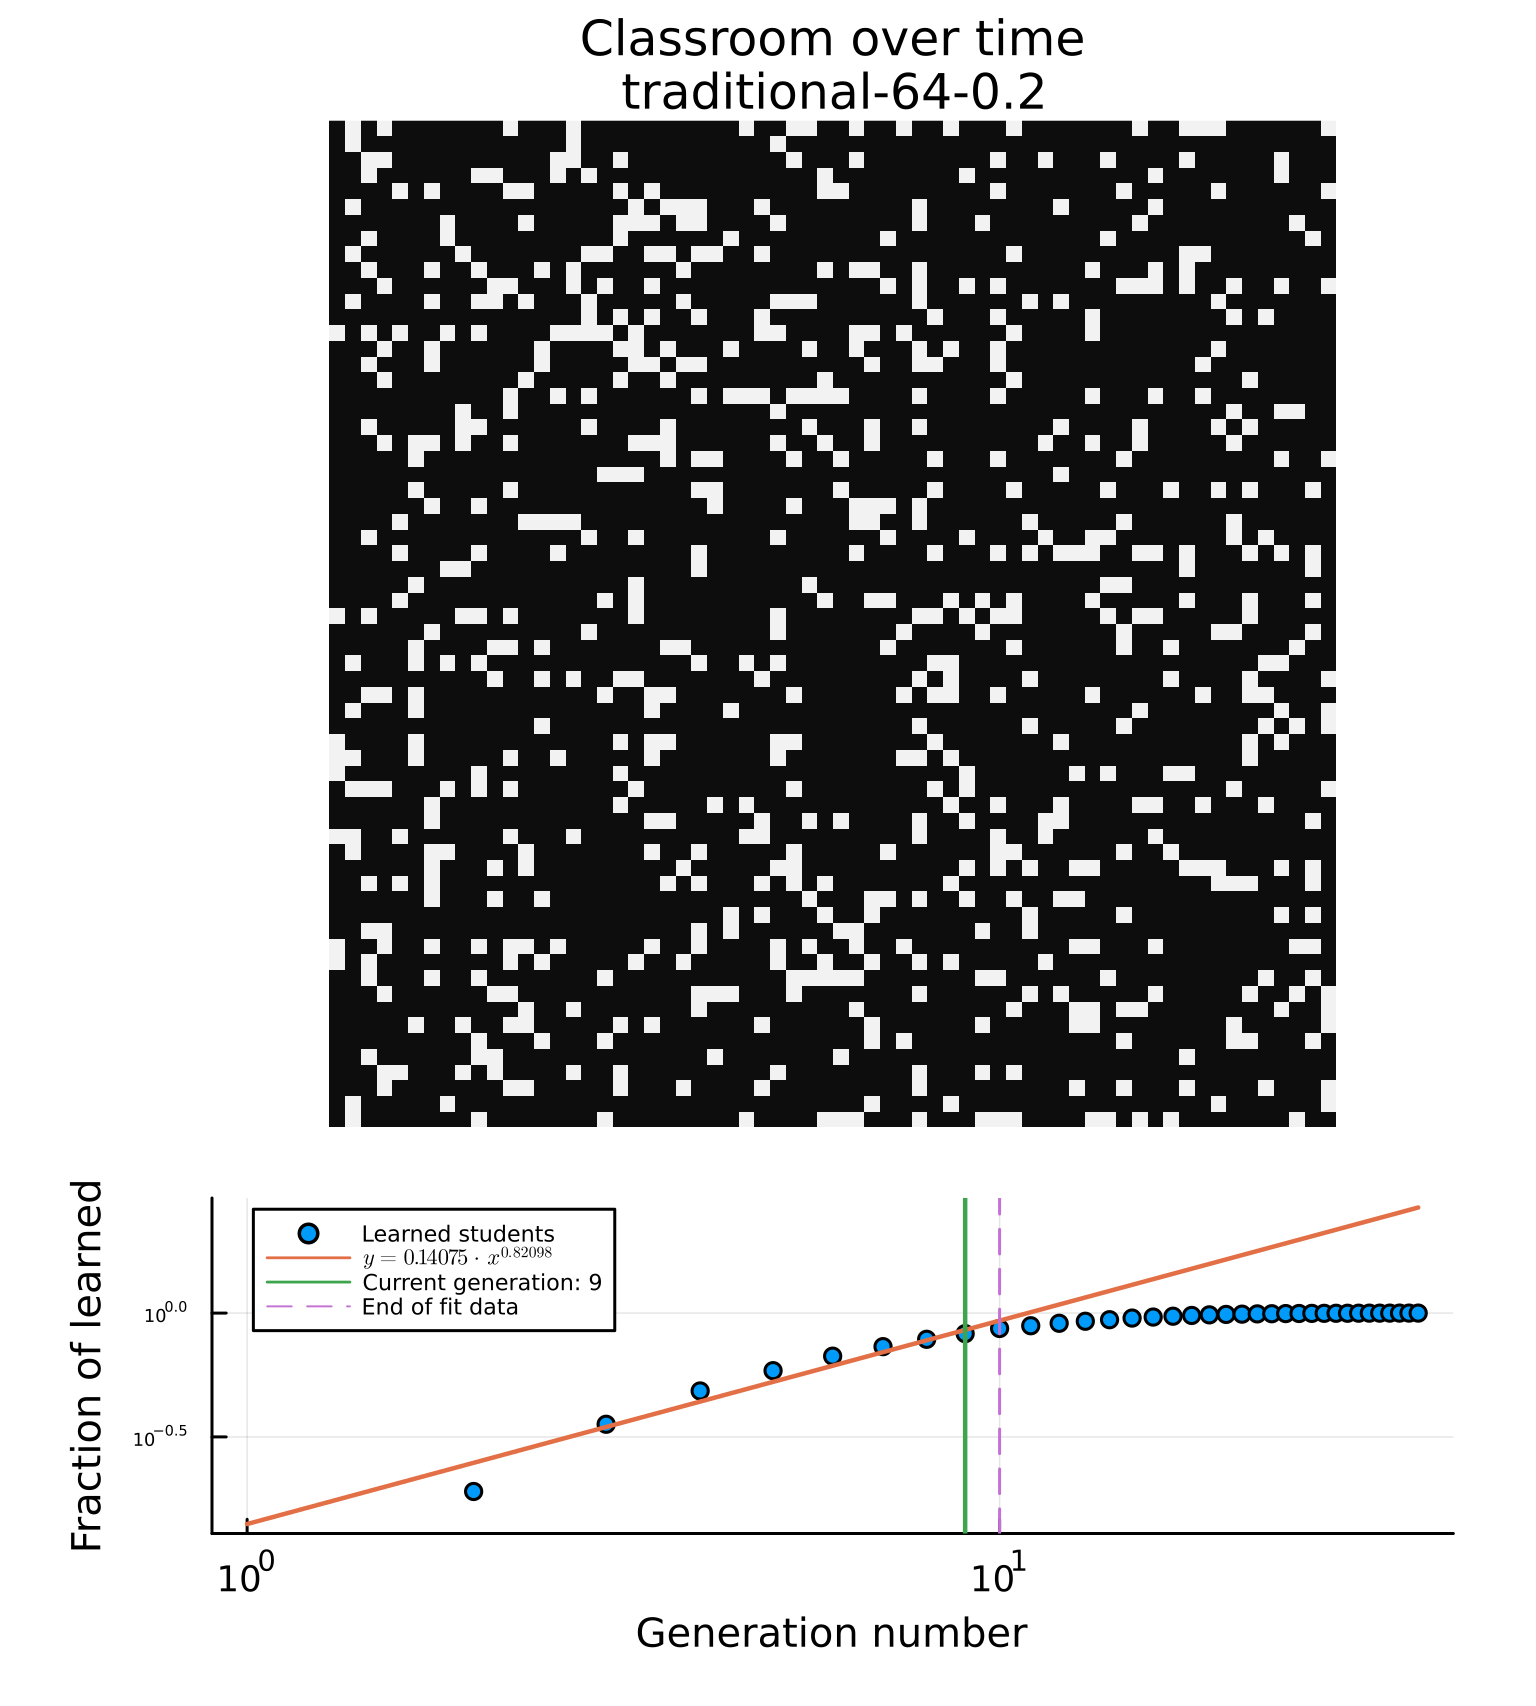 Classroom over time
traditional-64-0.2
Fraction of learned
Learned students
y = 0.14075 · x^0.82098
Current generation: 9
End of fit data
10^0.0
10^−0.5
10^0
10^1
Generation number